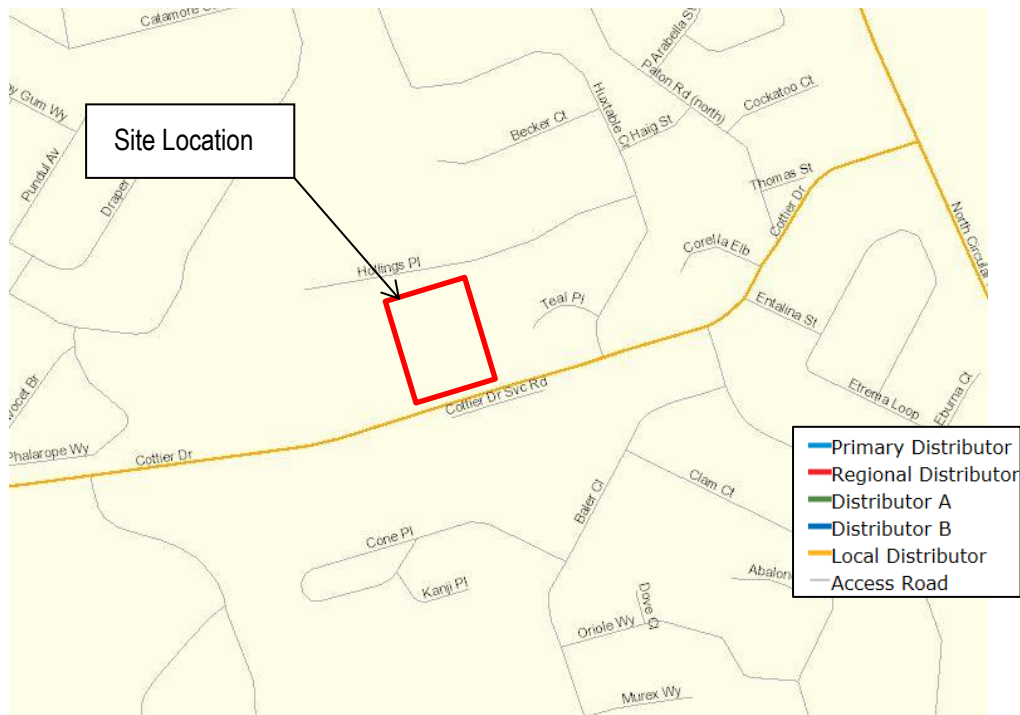 Calamore
Arabella St
Paton Rd (north)
Cockatoo Ct
Gum Wy
Site Location
Becker Ct
Huxtable Cr
Haig St
Pundul Av
Draper
Thomas St
Cottier Dr
North Circular
Corella Elb
Hollings Pl
Teal Pl
Entalina St
Etrema Loop
Eburna Ct
Cottier Dr Svc Rd
Phalarope Wy
Cottier Dr
Primary Distributor
Regional Distributor
Distributor A
Distributor B
Local Distributor
Access Road
Baler Cl
Clam Ct
Cone Pl
Kanji Pl
Dove Ct
Oriole Wy
Murex Wy